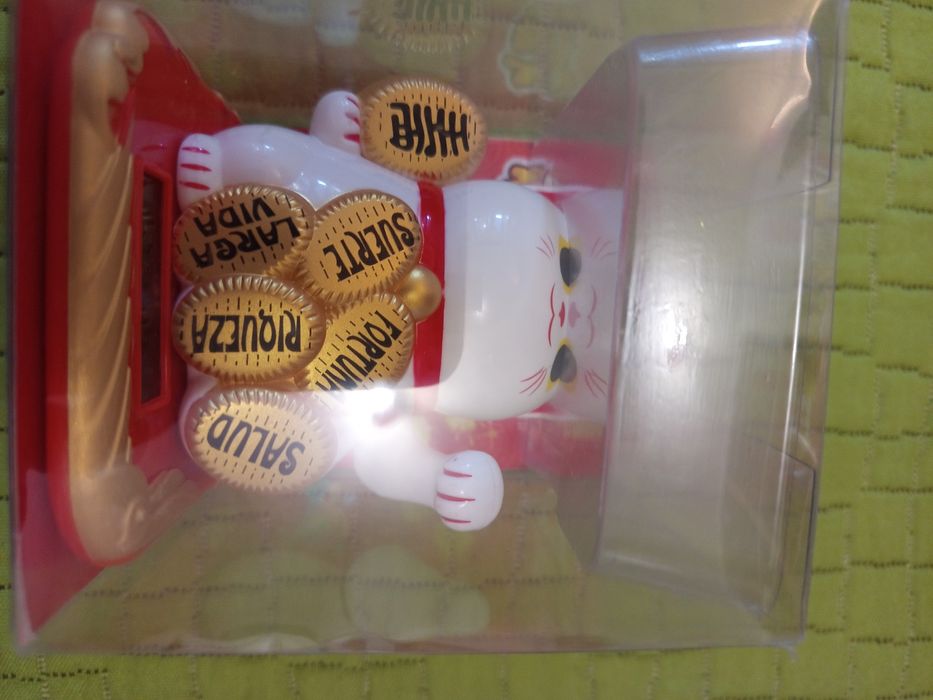 LARGA
VIDA
SUERTE
RIQUEZA
FORTUNA
SALUD